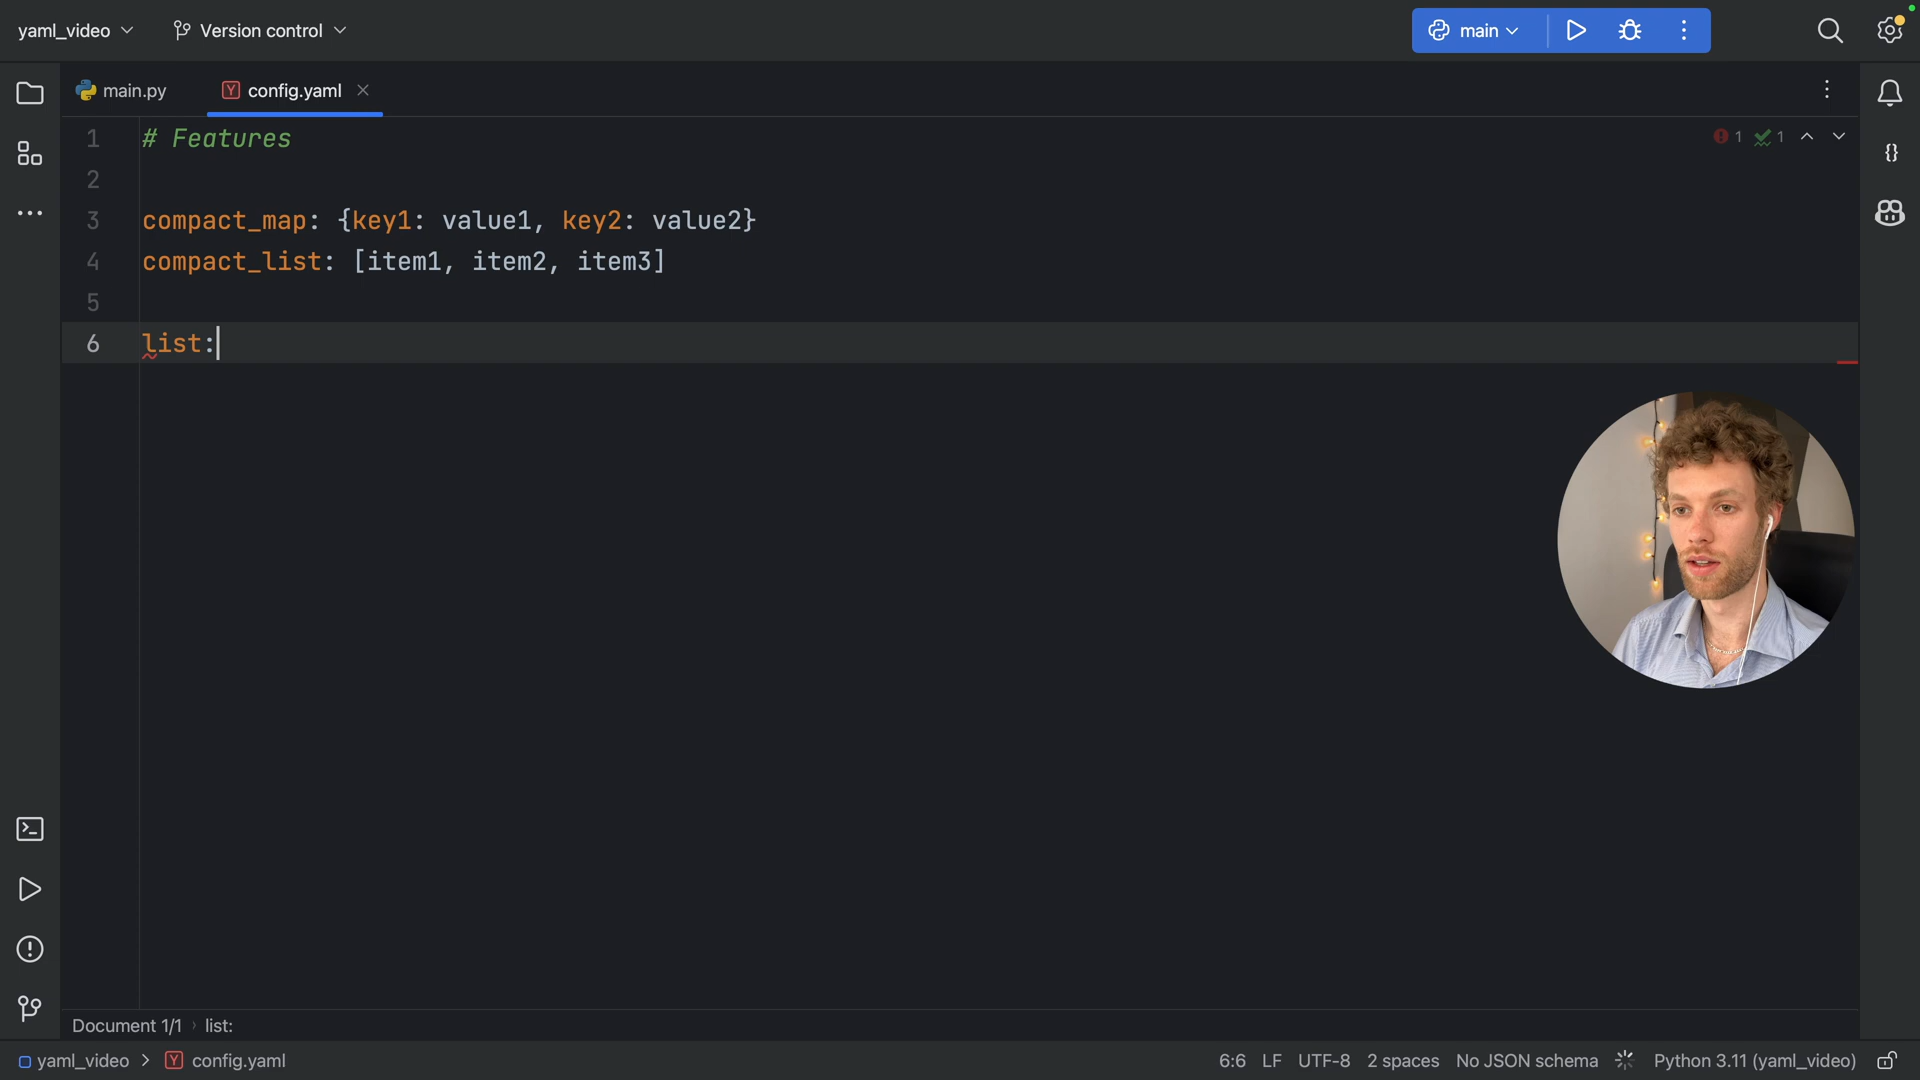 yaml_video
Version control
main
main.py
config.yaml
1 # Features
1 1
2
3 compact_map: {key1: value1, key2: value2}
4 compact_list: [item1, item2, item3]
5
6 list:
Document 1/1 › list:
yaml_video > config.yaml
6:6 LF UTF-8 2 spaces No JSON schema Python 3.11 (yaml_video)